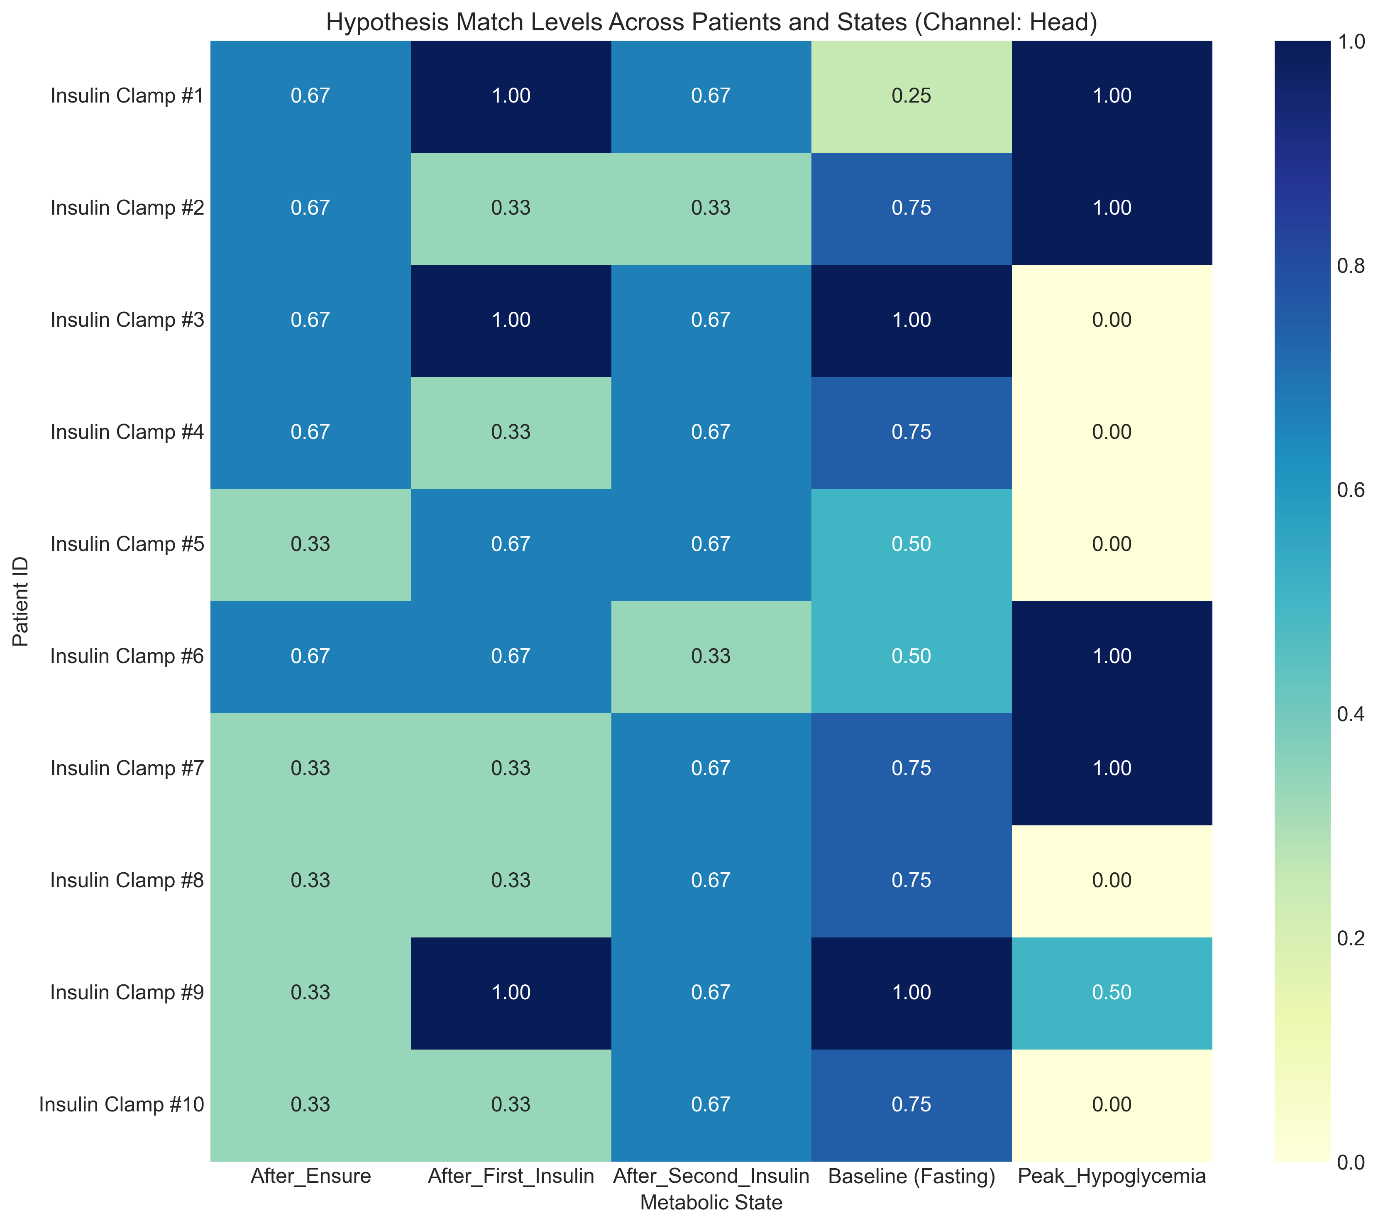 Hypothesis Match Levels Across Patients and States (Channel: Head)
Insulin Clamp #1 0.67 1.00 0.67 0.25 1.00
Insulin Clamp #2 0.67 0.33 0.33 0.75 1.00
Insulin Clamp #3 0.67 1.00 0.67 1.00 0.00
Insulin Clamp #4 0.67 0.33 0.67 0.75 0.00
Insulin Clamp #5 0.33 0.67 0.67 0.50 0.00
Insulin Clamp #6 0.67 0.67 0.33 0.50 1.00
Insulin Clamp #7 0.33 0.33 0.67 0.75 1.00
Insulin Clamp #8 0.33 0.33 0.67 0.75 0.00
Insulin Clamp #9 0.33 1.00 0.67 1.00 0.50
Insulin Clamp #10 0.33 0.33 0.67 0.75 0.00
After_Ensure After_First_Insulin After_Second_Insulin Baseline (Fasting) Peak_Hypoglycemia
Metabolic State
Patient ID
1.0
0.8
0.6
0.4
0.2
0.0